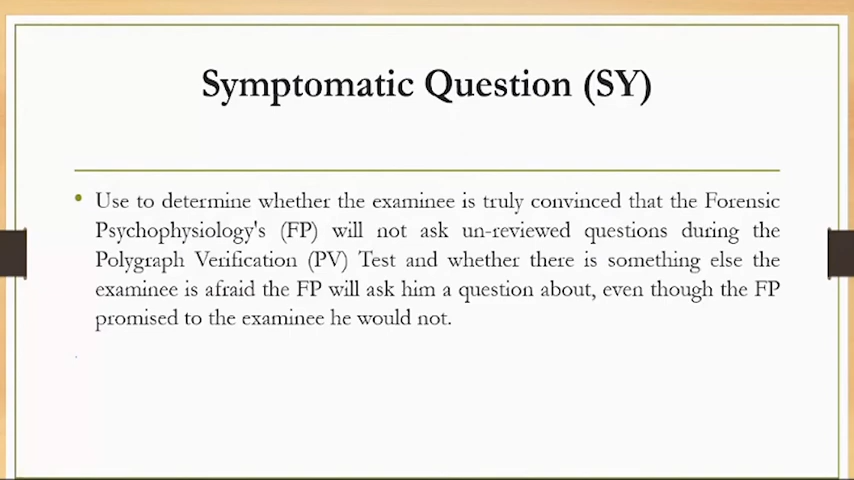 Symptomatic Question (SY)
• Use to determine whether the examinee is truly convinced that the Forensic
Psychophysiology's (FP) will not ask un-reviewed questions during the
Polygraph Verification (PV) Test and whether there is something else the
examinee is afraid the FP will ask him a question about, even though the FP
promised to the examinee he would not.
.